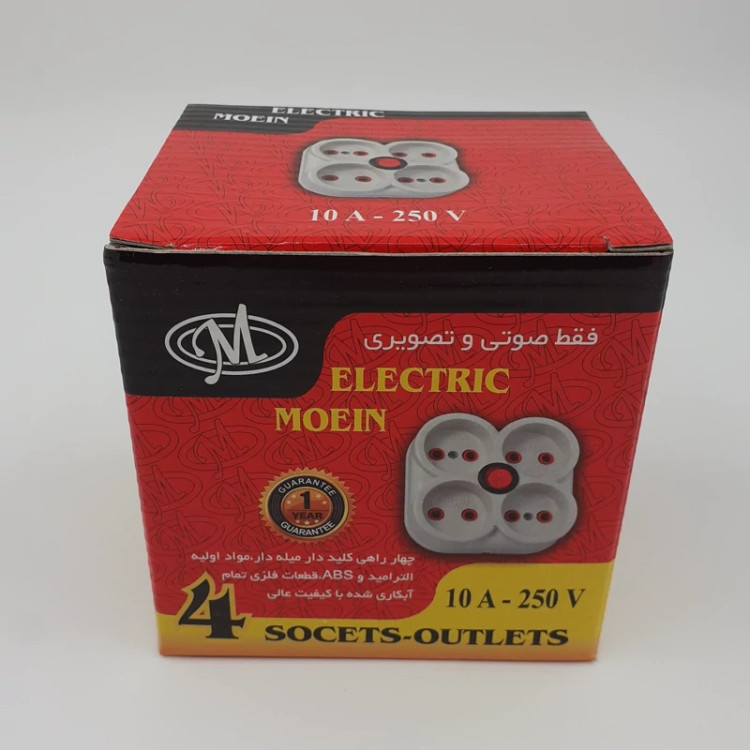 ELECTRIC
MOEIN
10 A - 250 V
M
فقط صوتی و تصویری
ELECTRIC
MOEIN
GUARANTEE
1
YEAR
GUARANTEE
چهار راهی کلید دار میله دار،مواد اولیه
الترامید و ABS،قطعات فلزی تمام
آبکاری شده با کیفیت عالی
10 A - 250 V
4 SOCETS-OUTLETS